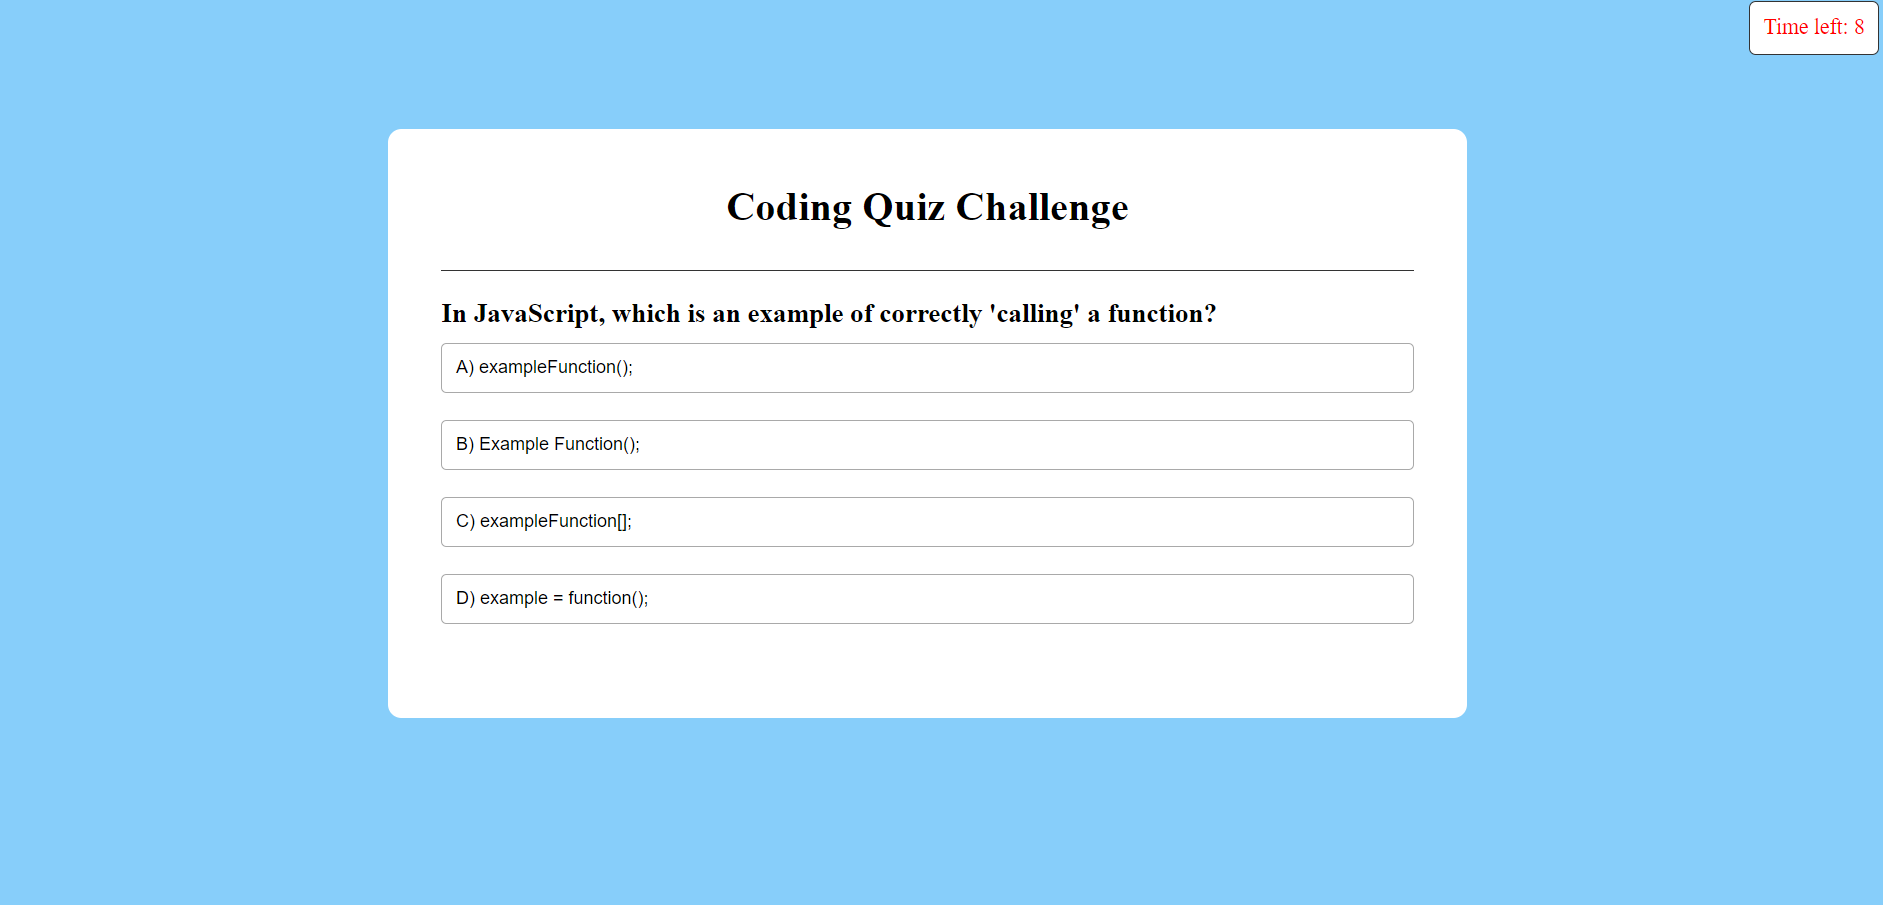 Time left: 8
Coding Quiz Challenge
In JavaScript, which is an example of correctly 'calling' a function?
A) exampleFunction();
B) Example Function();
C) exampleFunction[];
D) example = function();